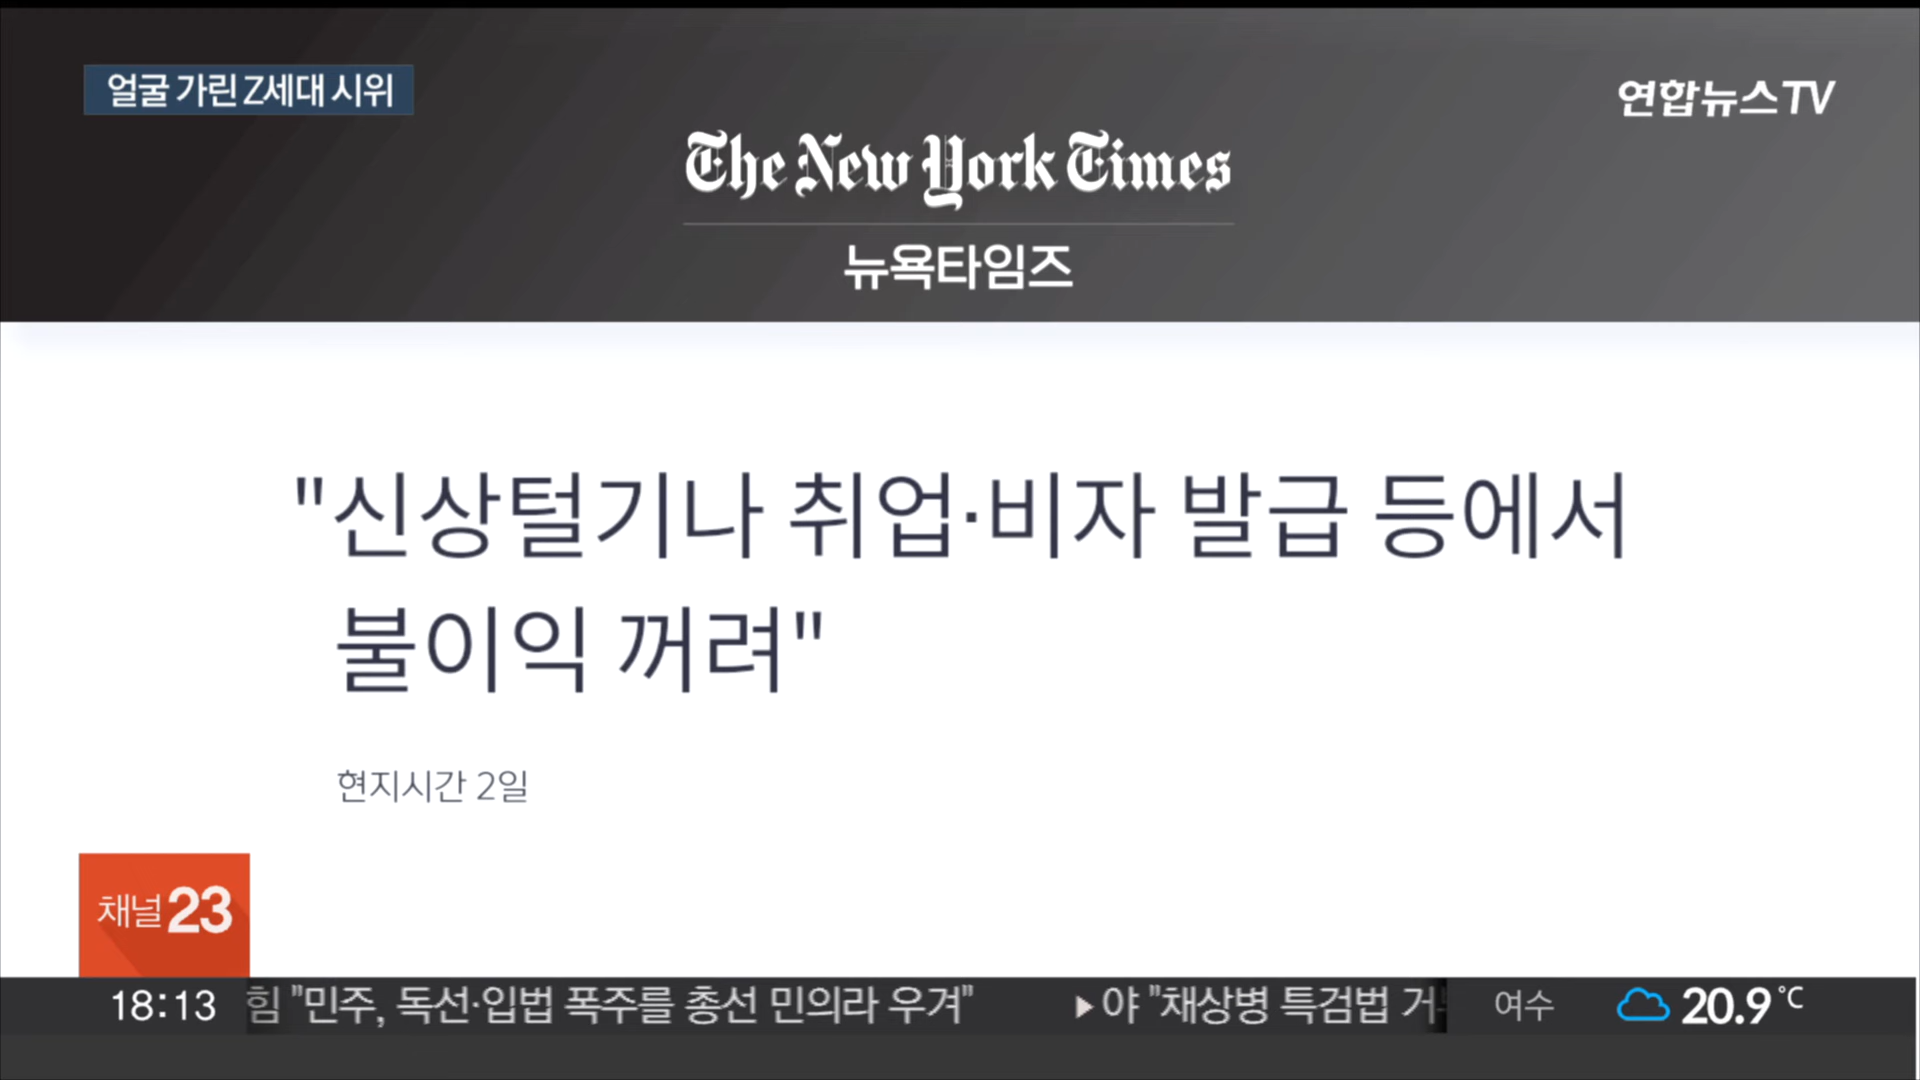 얼굴 가린 Z세대 시위
연합뉴스TV
The New York Times
뉴욕타임즈
"신상털기나 취업·비자 발급 등에서
불이익 꺼려"
현지시간 2일
채널23
18:13 힘 "민주, 독선·입법 폭주를 총선 민의라 우겨" ▶야 "채상병 특검법 거 여수 20.9℃